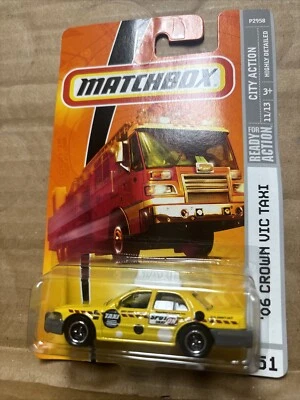 MATCHBOX
P2958
CITY ACTION
HIGHLY DETAILED
READY FOR ACTION
11/13
3+
'06 CROWN VIC TAXI
51
TAXI